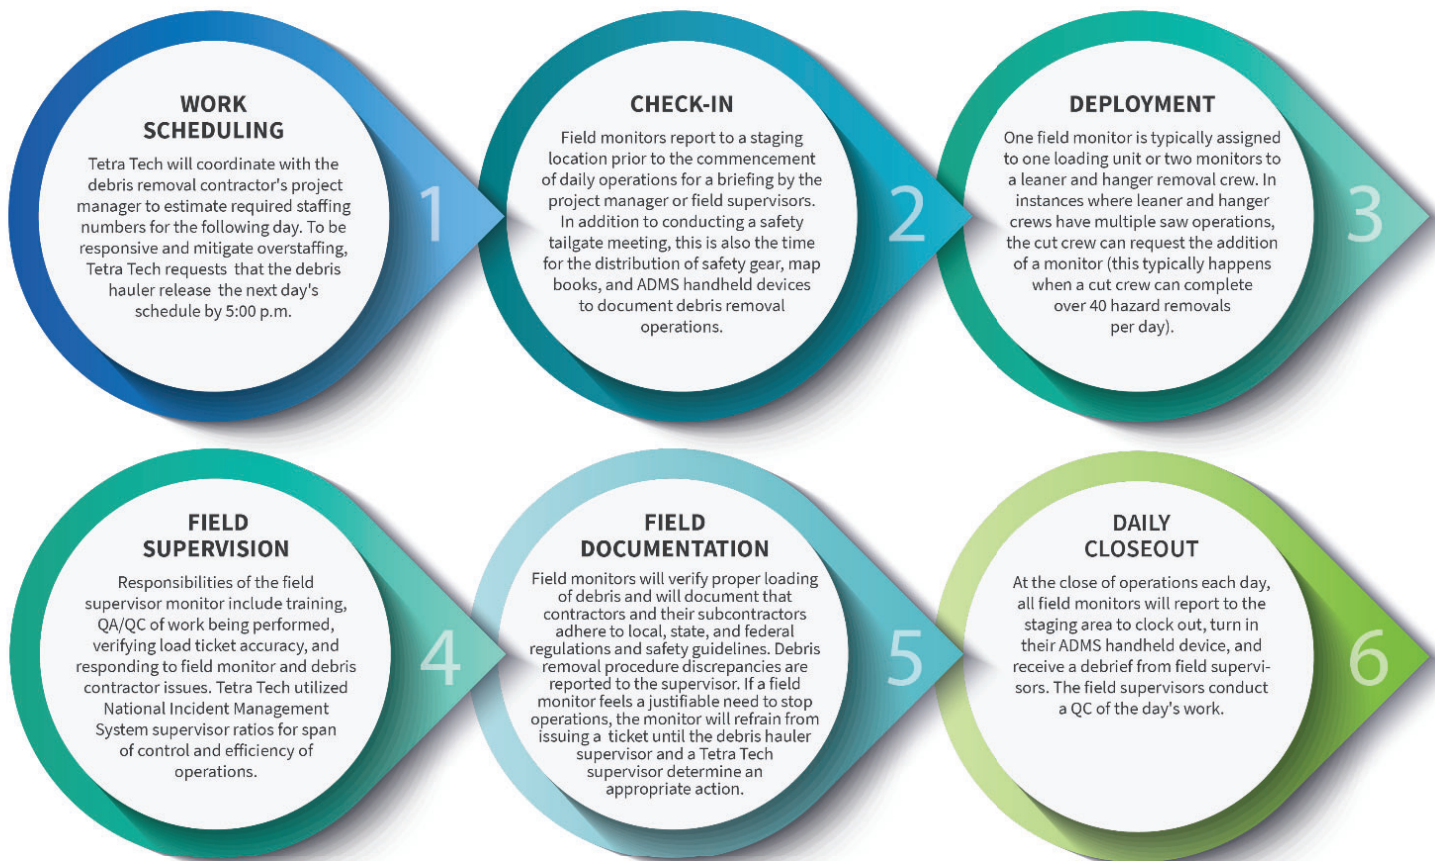 WORK
SCHEDULING
Tetra Tech will coordinate with the
debris removal contractor's project
manager to estimate required staffing
numbers for the following day. To be
responsive and mitigate overstaffing,
Tetra Tech requests that the debris
hauler release the next day's
schedule by 5:00 p.m.
1
CHECK-IN
Field monitors report to a staging
location prior to the commencement
of daily operations for a briefing by the
project manager or field supervisors.
In addition to conducting a safety
tailgate meeting, this is also the time
for the distribution of safety gear, map
books, and ADMS handheld devices
to document debris removal
operations.
2
DEPLOYMENT
One field monitor is typically assigned
to one loading unit or two monitors to
a leaner and hanger removal crew. In
instances where leaner and hanger
crews have multiple saw operations,
the cut crew can request the addition
of a monitor (this typically happens
when a cut crew can complete
over 40 hazard removals
per day).
3
FIELD
SUPERVISION
Responsibilities of the field
supervisor monitor include training,
QA/QC of work being performed,
verifying load ticket accuracy, and
responding to field monitor and debris
contractor issues. Tetra Tech utilized
National Incident Management
System supervisor ratios for span
of control and efficiency of
operations.
4
FIELD
DOCUMENTATION
Field monitors will verify proper loading
of debris and will document that
contractors and their subcontractors
adhere to local, state, and federal
regulations and safety guidelines. Debris
removal procedure discrepancies are
reported to the supervisor. If a field
monitor feels a justifiable need to stop
operations, the monitor will refrain from
issuing a ticket until the debris hauler
supervisor and a Tetra Tech
supervisor determine an
appropriate action.
5
DAILY
CLOSEOUT
At the close of operations each day,
all field monitors will report to the
staging area to clock out, turn in
their ADMS handheld device, and
receive a debrief from field supervi-
sors. The field supervisors conduct
a QC of the day's work.
6